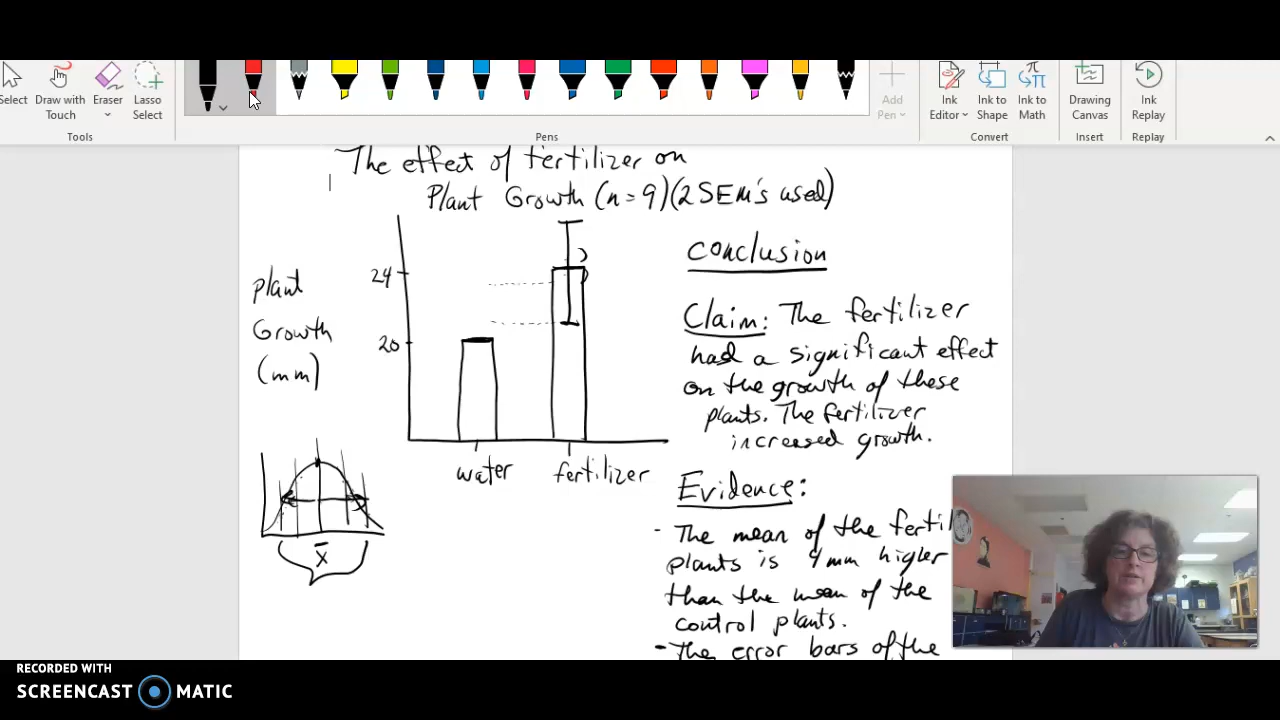 Select
Draw with Touch
Eraser
Lasso Select
Tools
Pens
Add Pen
Ink Editor
Ink to Shape
Ink to Math
Convert
Drawing Canvas
Insert
Ink Replay
Replay
The effect of fertilizer on
Plant Growth (n=9)(2 SEM's used)
Plant
Growth
(mm)
24
20
water
fertilizer
x̄
Conclusion
Claim: The fertilizer
had a significant effect
on the growth of these
plants. The fertilizer
increased growth.
Evidence:
- The mean of the fertil
plants is 4mm higher
than the mean of the
control plants.
- The error bars of the
RECORDED WITH
SCREENCAST MATIC